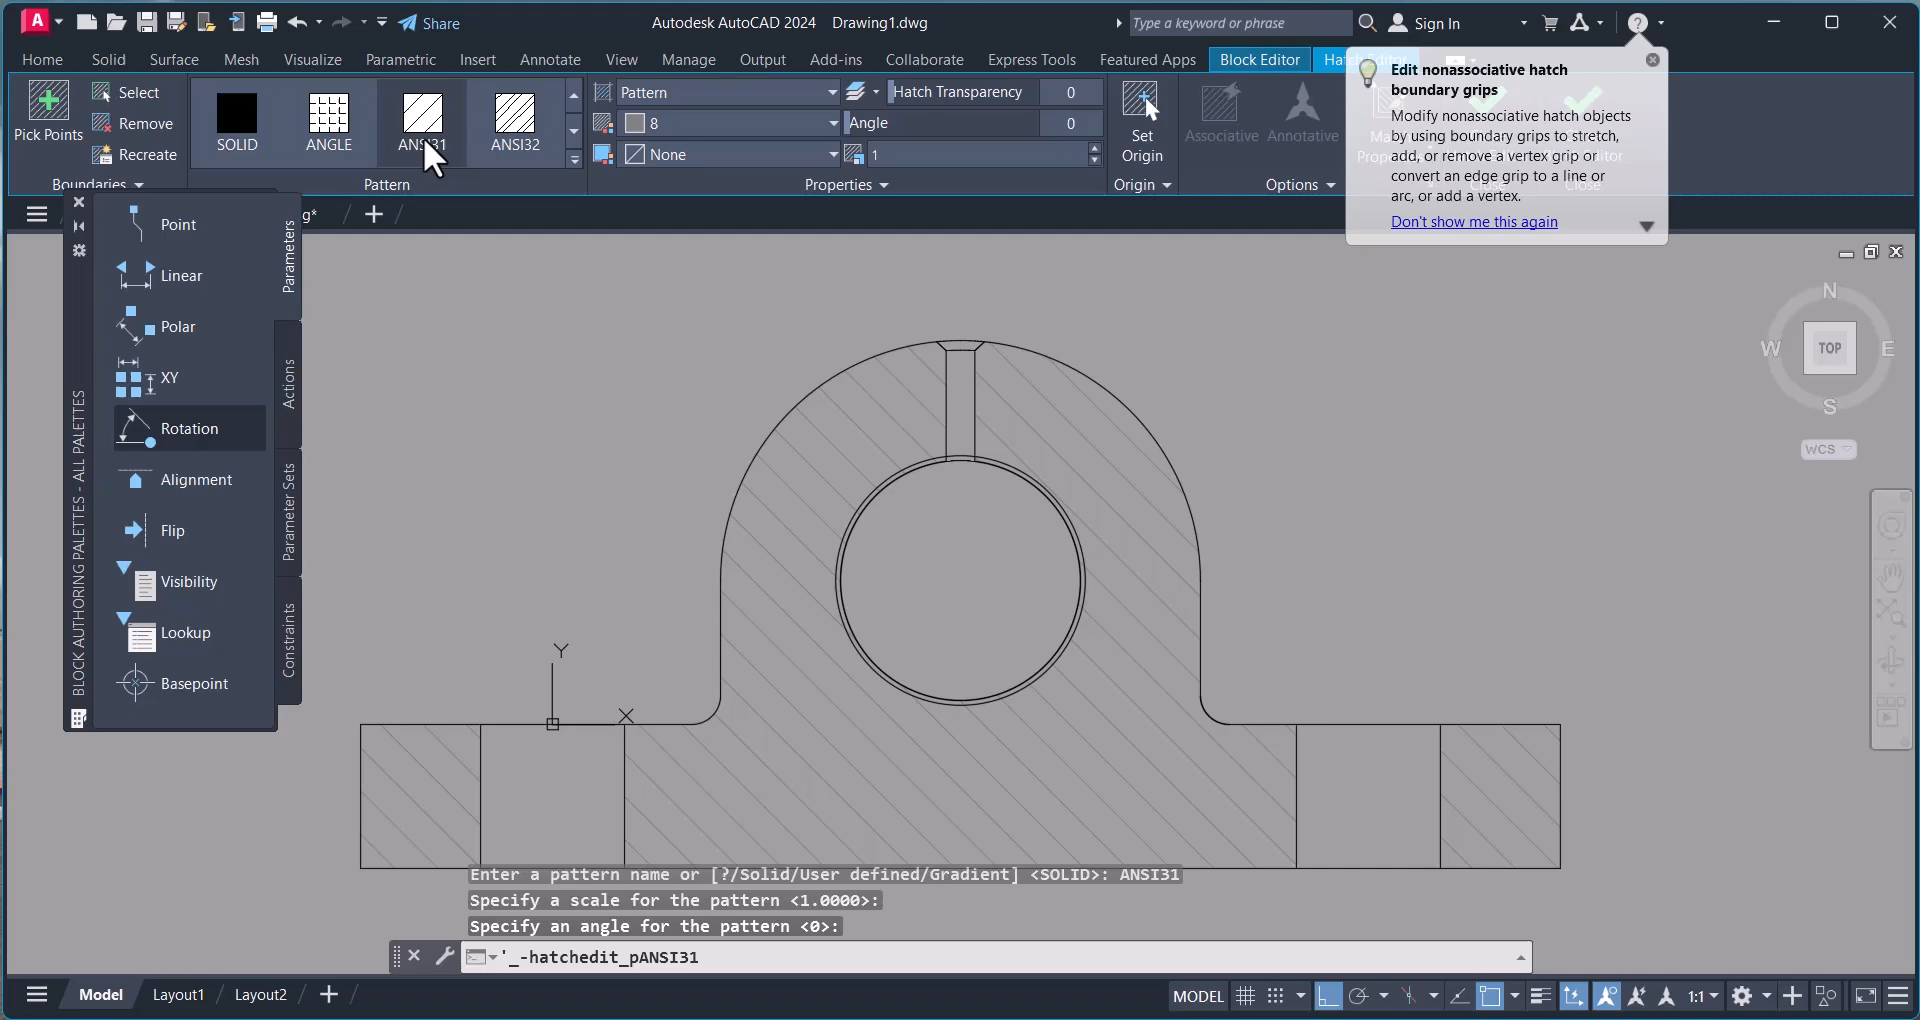 A
Share
Autodesk AutoCAD 2024 Drawing1.dwg
Type a keyword or phrase
Sign In
?
Home Solid Surface Mesh Visualize Parametric Insert Annotate View Manage Output Add-ins Collaborate Express Tools Featured Apps Block Editor
Pick Points
Select
Remove
Recreate
Boundaries
SOLID
ANGLE
ANSI31
ANSI32
Pattern
Pattern
8
None
Hatch Transparency 0
Angle 0
1
Properties
Set
Origin
Origin
Associative
Annotative
Options
Edit nonassociative hatch
boundary grips
Modify nonassociative hatch objects
by using boundary grips to stretch,
add, or remove a vertex grip or
convert an edge grip to a line or
arc, or add a vertex.
Don't show me this again
Close
g*
Point
Linear
Polar
XY
Rotation
Alignment
Flip
Visibility
Lookup
Basepoint
Parameters
Actions
Parameter Sets
Constraints
BLOCK AUTHORING PALETTES - ALL PALETTES
N
W
TOP
E
S
WCS
Y
X
Enter a pattern name or [?/Solid/User defined/Gradient] <SOLID>: ANSI31
Specify a scale for the pattern <1.0000>:
Specify an angle for the pattern <0>:
'_-hatchedit_pANSI31
Model Layout1 Layout2
MODEL
1:1